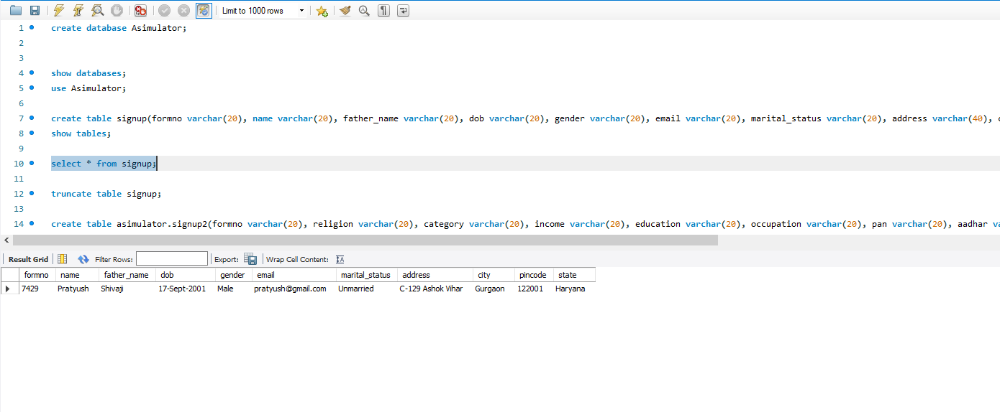 Limit to 1000 rows
1 create database Asimulator;
2
3
4 show databases;
5 use Asimulator;
6
7 create table signup(formno varchar(20), name varchar(20), father_name varchar(20), dob varchar(20), gender varchar(20), email varchar(20), marital_status varchar(20), address varchar(40), c
8 show tables;
9
10 select * from signup;
11
12 truncate table signup;
13
14 create table asimulator.signup2(formno varchar(20), religion varchar(20), category varchar(20), income varchar(20), education varchar(20), occupation varchar(20), pan varchar(20), aadhar va
Result Grid Filter Rows: Export: Wrap Cell Content:
formno name father_name dob gender email marital_status address city pincode state
7429 Pratyush Shivaji 17-Sept-2001 Male pratyush@gmail.com Unmarried C-129 Ashok Vihar Gurgaon 122001 Haryana